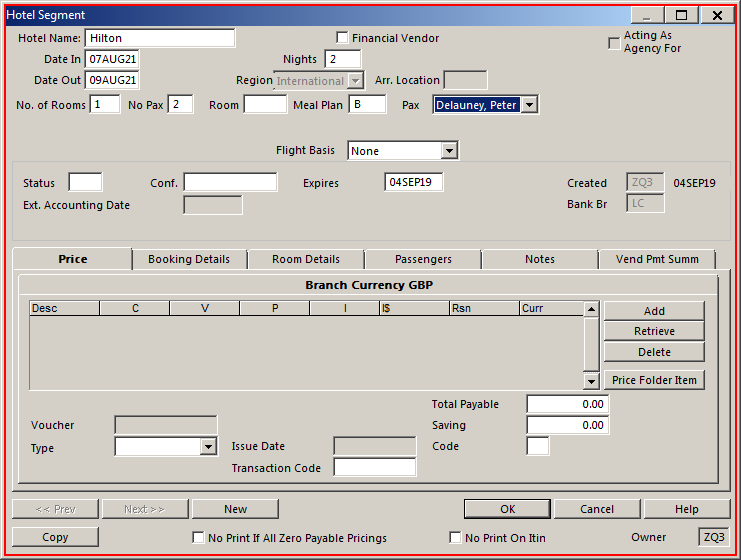 Hotel Segment
Hotel Name: Hilton Financial Vendor Acting As
Agency For
Date In 07AUG21 Nights 2
Date Out 09AUG21 Region International Arr. Location
No. of Rooms 1 No Pax 2 Room Meal Plan B Pax Delauney, Peter
Flight Basis None
Status Conf. Expires 04SEP19 Created ZQ3 04SEP19
Ext. Accounting Date Bank Br LC
Price Booking Details Room Details Passengers Notes Vend Pmt Summ
Branch Currency GBP
Desc C V P I I$ Rsn Curr
Add
Retrieve
Delete
Price Folder Item
Total Payable 0.00
Voucher Saving 0.00
Type Issue Date Code
Transaction Code
<< Prev Next >> New OK Cancel Help
Copy No Print If All Zero Payable Pricings No Print On Itin Owner ZQ3